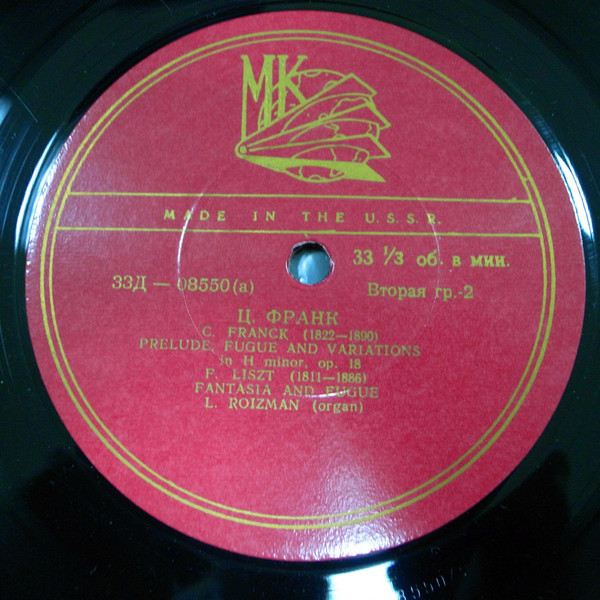 МК
MADE IN THE U.S.S.R.
33 ⅓ об. в мин.
33Д — 08550 (а)
Вторая гр.-2
Ц. ФРАНК
C. FRANCK (1822—1890)
PRELUDE, FUGUE AND VARIATIONS
in H minor, op. 18
F. LISZT (1811—1886)
FANTASIA AND FUGUE
L. ROIZMAN (organ)